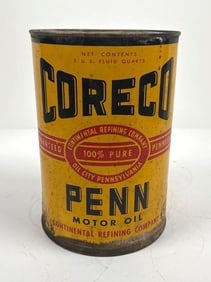 NET CONTENTS
5 U.S. FLUID QUARTS
CORECO
CONTINENTAL REFINING COMPANY
100% PURE
OIL CITY PENNSYLVANIA
PENN
MOTOR OIL
CONTINENTAL REFINING COMPANY